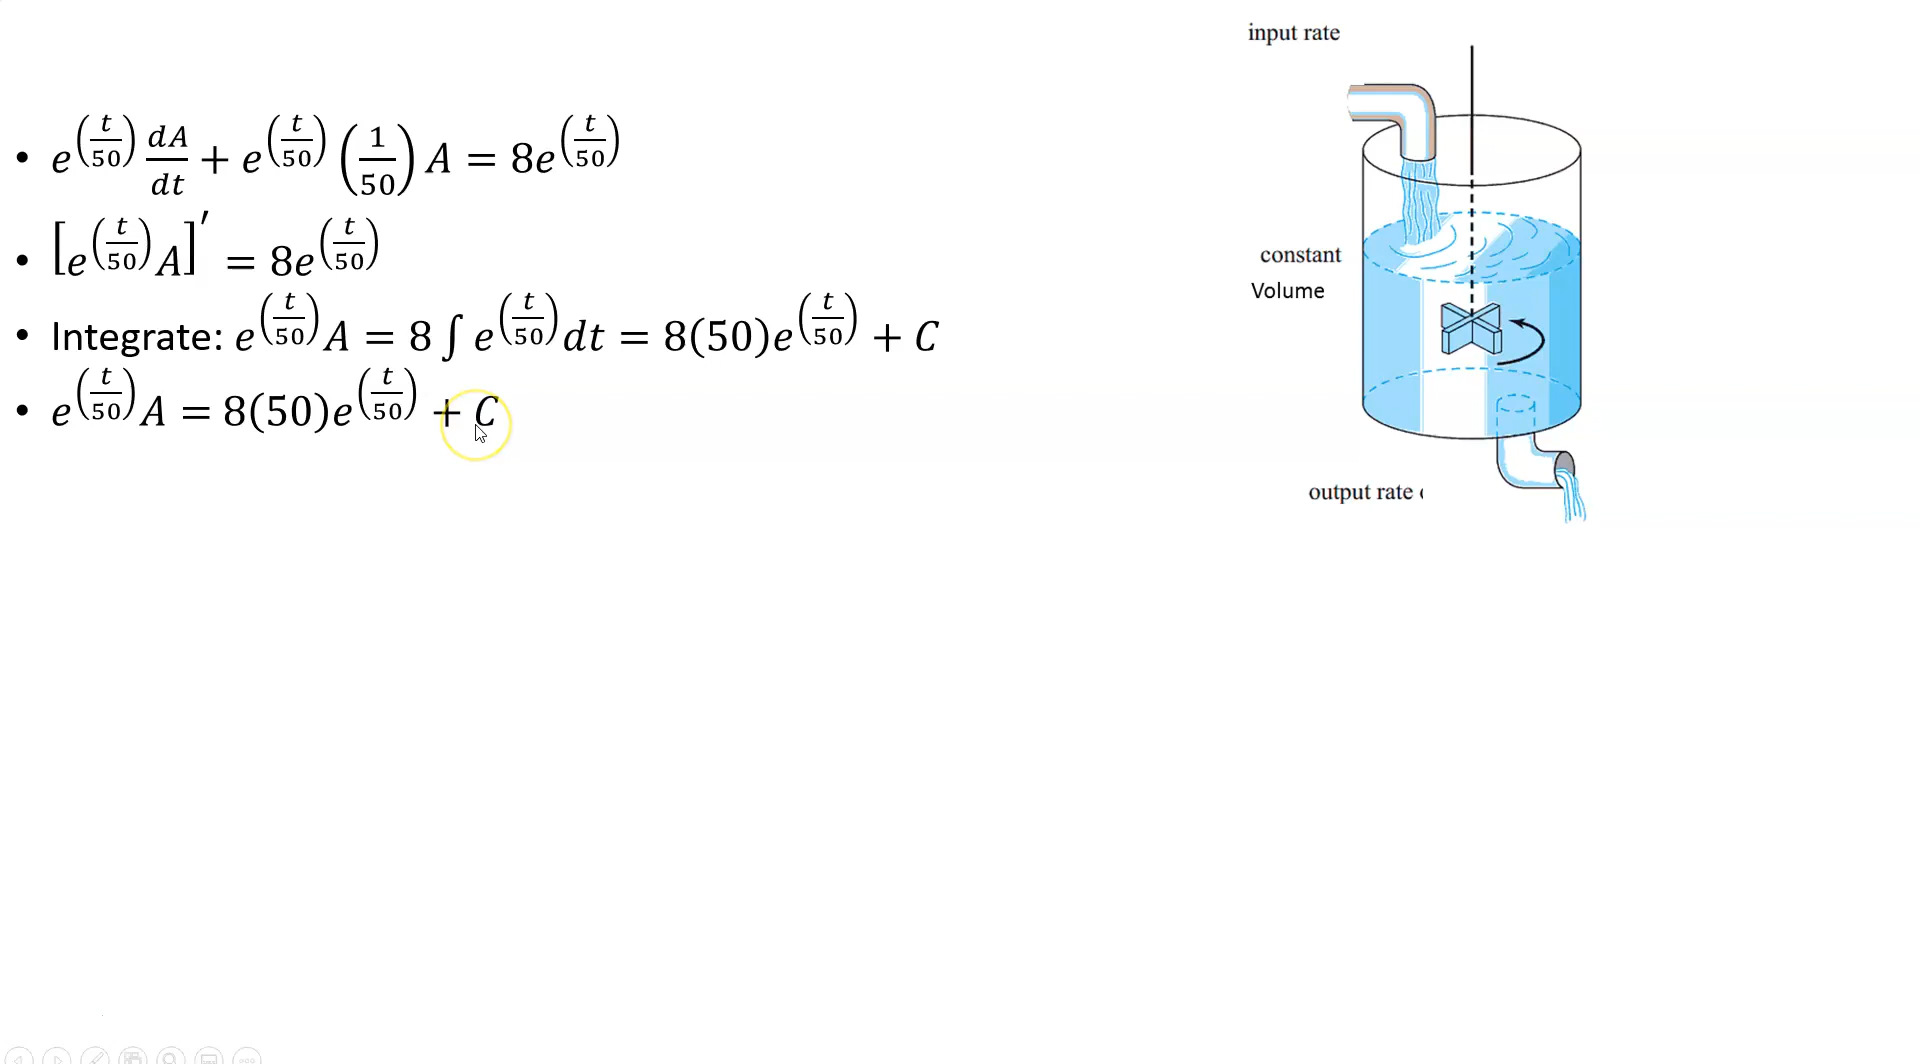 • e^(t/50) dA/dt + e^(t/50) (1/50) A = 8e^(t/50)
• [e^(t/50) A]′ = 8e^(t/50)
• Integrate: e^(t/50) A = 8 ∫ e^(t/50) dt = 8(50)e^(t/50) + C
• e^(t/50) A = 8(50)e^(t/50) + C
input rate
constant
Volume
output rate